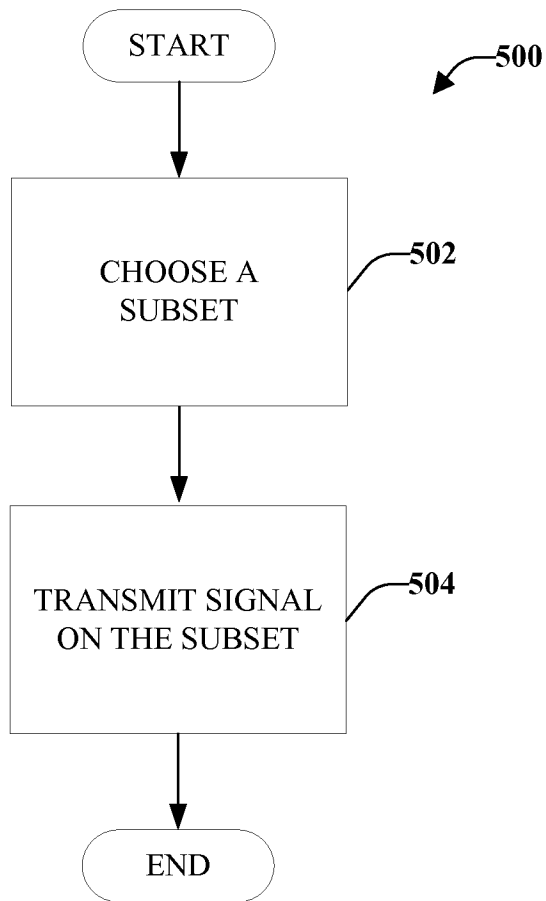 START
500
CHOOSE A
SUBSET
502
TRANSMIT SIGNAL
ON THE SUBSET
504
END